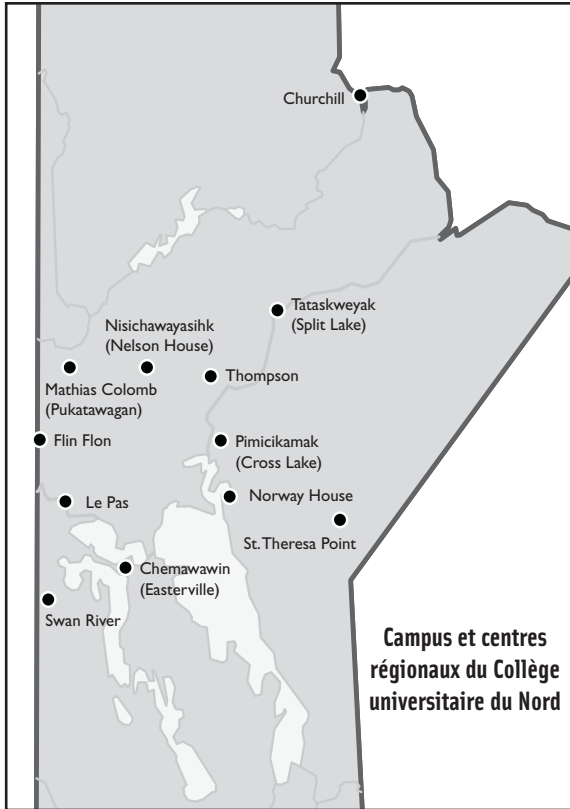 Churchill
Tataskweyak
(Split Lake)
Nisichawayasihk
(Nelson House)
Thompson
Mathias Colomb
(Pukatawagan)
Flin Flon
Pimicikamak
(Cross Lake)
Norway House
Le Pas
St. Theresa Point
Chemawawin
(Easterville)
Swan River
Campus et centres
régionaux du Collège
universitaire du Nord